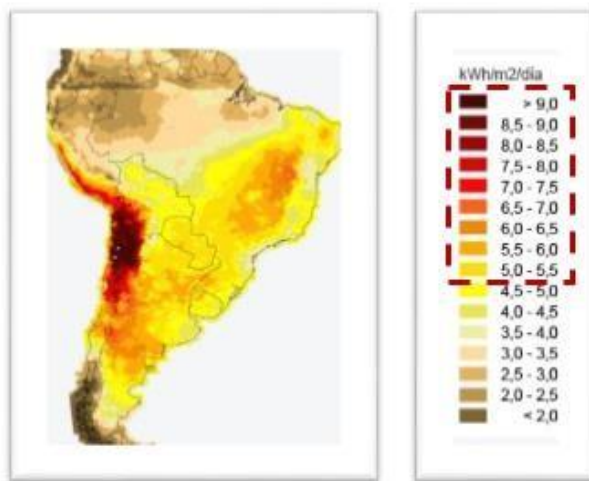 kWh/m2/día
> 9,0
8,5 - 9,0
8,0 - 8,5
7,5 - 8,0
7,0 - 7,5
6,5 - 7,0
6,0 - 6,5
5,5 - 6,0
5,0 - 5,5
4,5 - 5,0
4,0 - 4,5
3,5 - 4,0
3,0 - 3,5
2,5 - 3,0
2,0 - 2,5
< 2,0